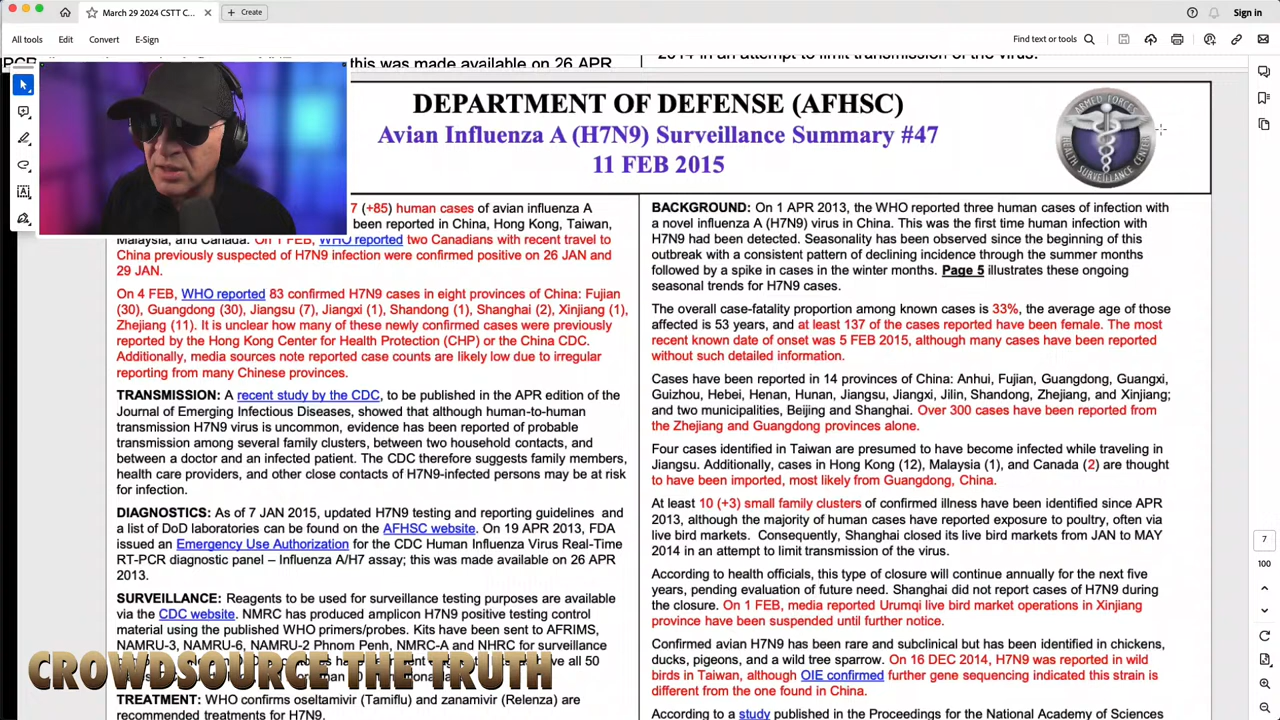 March 29 2024 CSTT C...
Create
Sign in
All tools
Edit
Convert
E-Sign
Find text or tools
this was made available on 26 APR
2014 in an attempt to limit transmission of the virus.
DEPARTMENT OF DEFENSE (AFHSC)
Avian Influenza A (H7N9) Surveillance Summary #47
11 FEB 2015
ARMED FORCES
HEALTH SURVEILLANCE CENTER
7 (+85) human cases of avian influenza A
been reported in China, Hong Kong, Taiwan,
Malaysia, and Canada. On 1 FEB, WHO reported two Canadians with recent travel to
China previously suspected of H7N9 infection were confirmed positive on 26 JAN and
29 JAN.
On 4 FEB, WHO reported 83 confirmed H7N9 cases in eight provinces of China: Fujian
(30), Guangdong (30), Jiangsu (7), Jiangxi (1), Shandong (1), Shanghai (2), Xinjiang (1),
Zhejiang (11). It is unclear how many of these newly confirmed cases were previously
reported by the Hong Kong Center for Health Protection (CHP) or the China CDC.
Additionally, media sources note reported case counts are likely low due to irregular
reporting from many Chinese provinces.
TRANSMISSION: A recent study by the CDC, to be published in the APR edition of the
Journal of Emerging Infectious Diseases, showed that although human-to-human
transmission H7N9 virus is uncommon, evidence has been reported of probable
transmission among several family clusters, between two household contacts, and
between a doctor and an infected patient. The CDC therefore suggests family members,
health care providers, and other close contacts of H7N9-infected persons may be at risk
for infection.
DIAGNOSTICS: As of 7 JAN 2015, updated H7N9 testing and reporting guidelines and
a list of DoD laboratories can be found on the AFHSC website. On 19 APR 2013, FDA
issued an Emergency Use Authorization for the CDC Human Influenza Virus Real-Time
RT-PCR diagnostic panel – Influenza A/H7 assay; this was made available on 26 APR
2013.
SURVEILLANCE: Reagents to be used for surveillance testing purposes are available
via the CDC website. NMRC has produced amplicon H7N9 positive testing control
material using the published WHO primers/probes. Kits have been sent to AFRIMS,
NAMRU-3, NAMRU-6, NAMRU-2 Phnom Penh, NMRC-A and NHRC for surveillance
have all 50
TREATMENT: WHO confirms oseltamivir (Tamiflu) and zanamivir (Relenza) are
recommended treatments for H7N9.
BACKGROUND: On 1 APR 2013, the WHO reported three human cases of infection with
a novel influenza A (H7N9) virus in China. This was the first time human infection with
H7N9 had been detected. Seasonality has been observed since the beginning of this
outbreak with a consistent pattern of declining incidence through the summer months
followed by a spike in cases in the winter months. Page 5 illustrates these ongoing
seasonal trends for H7N9 cases.
The overall case-fatality proportion among known cases is 33%, the average age of those
affected is 53 years, and at least 137 of the cases reported have been female. The most
recent known date of onset was 5 FEB 2015, although many cases have been reported
without such detailed information.
Cases have been reported in 14 provinces of China: Anhui, Fujian, Guangdong, Guangxi,
Guizhou, Hebei, Henan, Hunan, Jiangsu, Jiangxi, Jilin, Shandong, Zhejiang, and Xinjiang;
and two municipalities, Beijing and Shanghai. Over 300 cases have been reported from
the Zhejiang and Guangdong provinces alone.
Four cases identified in Taiwan are presumed to have become infected while traveling in
Jiangsu. Additionally, cases in Hong Kong (12), Malaysia (1), and Canada (2) are thought
to have been imported, most likely from Guangdong, China.
At least 10 (+3) small family clusters of confirmed illness have been identified since APR
2013, although the majority of human cases have reported exposure to poultry, often via
live bird markets. Consequently, Shanghai closed its live bird markets from JAN to MAY
2014 in an attempt to limit transmission of the virus.
According to health officials, this type of closure will continue annually for the next five
years, pending evaluation of future need. Shanghai did not report cases of H7N9 during
the closure. On 1 FEB, media reported Urumqi live bird market operations in Xinjiang
province have been suspended until further notice.
Confirmed avian H7N9 has been rare and subclinical but has been identified in chickens,
ducks, pigeons, and a wild tree sparrow. On 16 DEC 2014, H7N9 was reported in wild
birds in Taiwan, although OIE confirmed further gene sequencing indicated this strain is
different from the one found in China.
According to a study published in the Proceedings for the National Academy of Sciences
7
100
CROWDSOURCE THE TRUTH